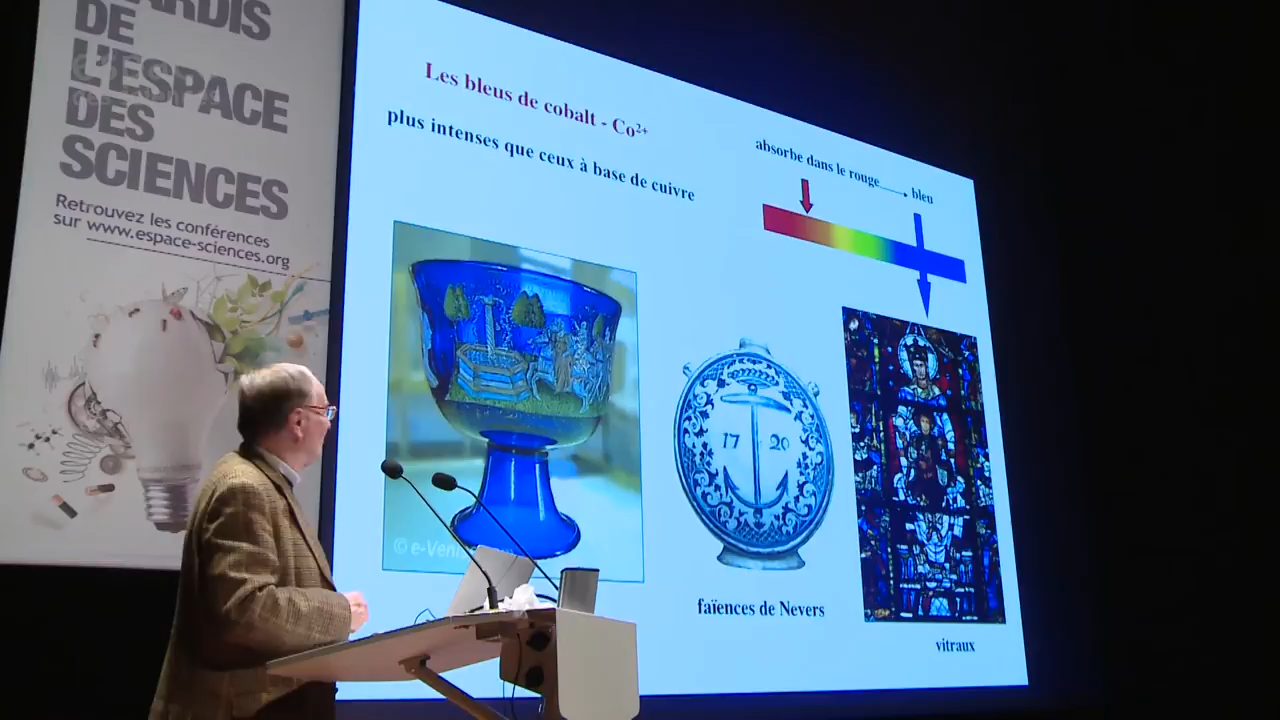 DE
L'ESPACE
DES
SCIENCES
Retrouvez les conférences
sur www.espace-sciences.org
Les bleus de cobalt - Co²⁺
plus intenses que ceux à base de cuivre
absorbe dans le rouge
bleu
17 20
© e-Veni
faïences de Nevers
vitraux